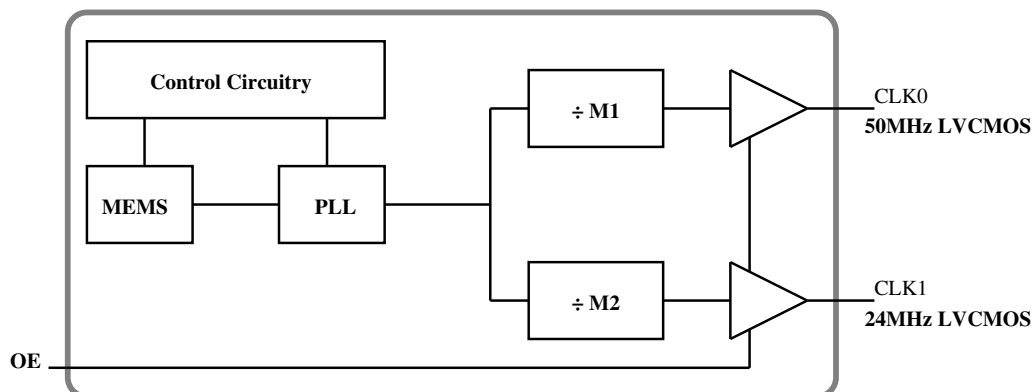 Control Circuitry
MEMS
PLL
÷ M1
÷ M2
CLK0
50MHz LVCMOS
CLK1
24MHz LVCMOS
OE